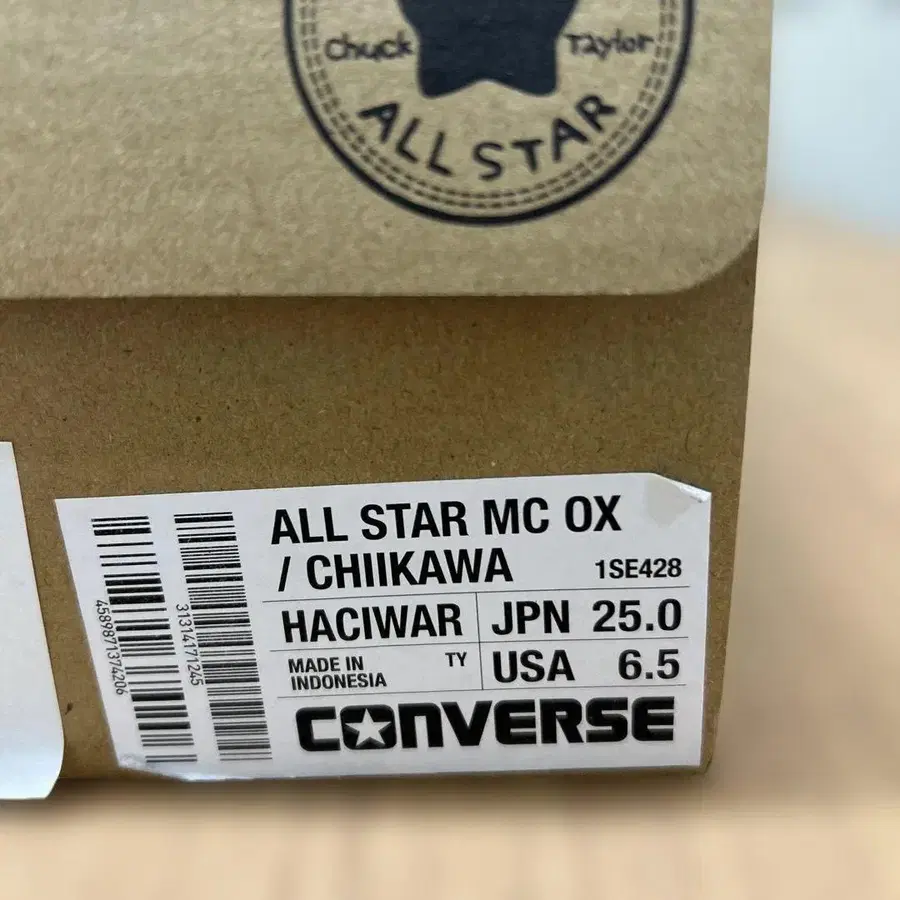 Chuck Taylor
ALL STAR
ALL STAR MC OX
/ CHIIKAWA 1SE428
HACIWAR JPN 25.0
MADE IN INDONESIA TY USA 6.5
CONVERSE
4589871374206
31314171245